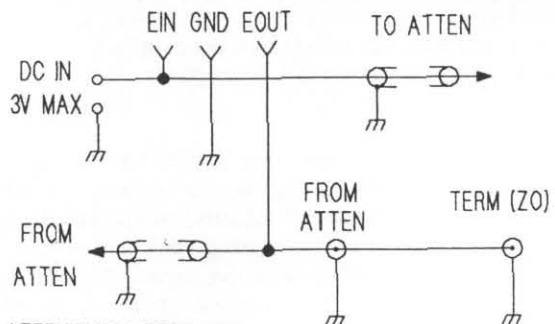 EIN GND EOUT
TO ATTEN
DC IN
3V MAX
FROM
ATTEN
TERM (ZO)
FROM
ATTEN